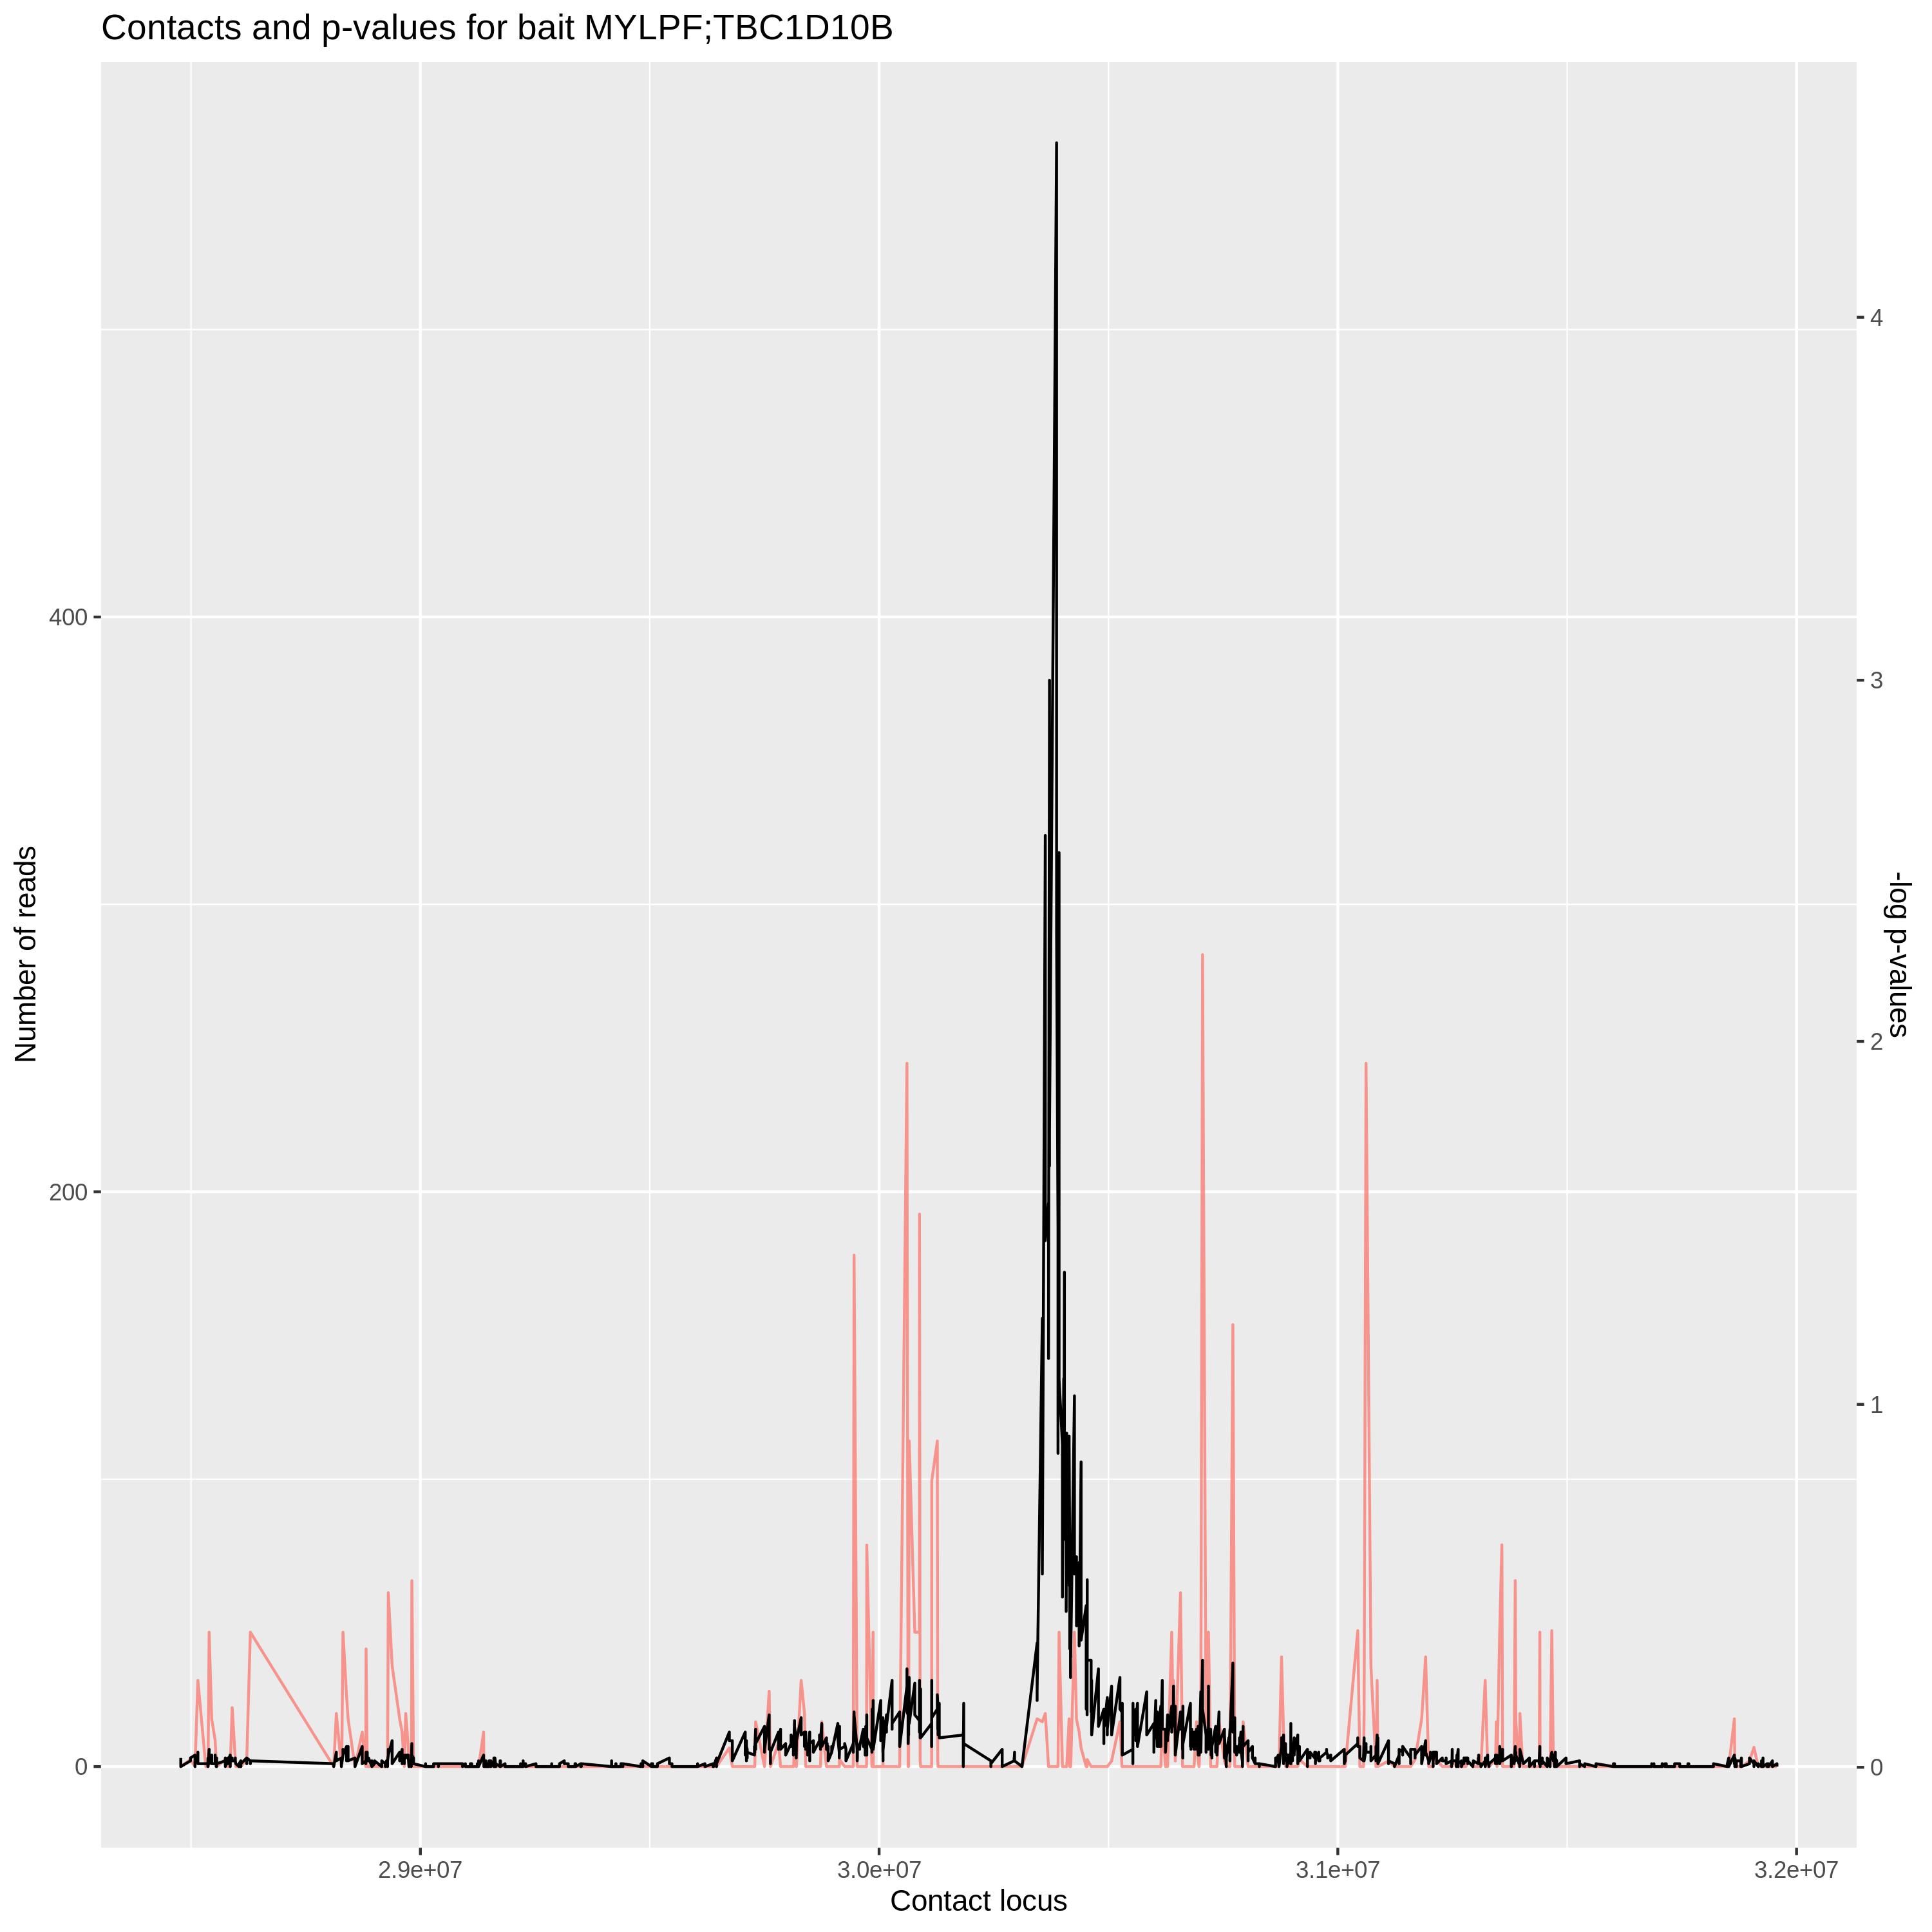 Contacts and p-values for bait MYLPF;TBC1D10B
Number of reads
400
200
0
4
3
2
1
0
-log p-values
2.9e+07
3.0e+07
3.1e+07
3.2e+07
Contact locus